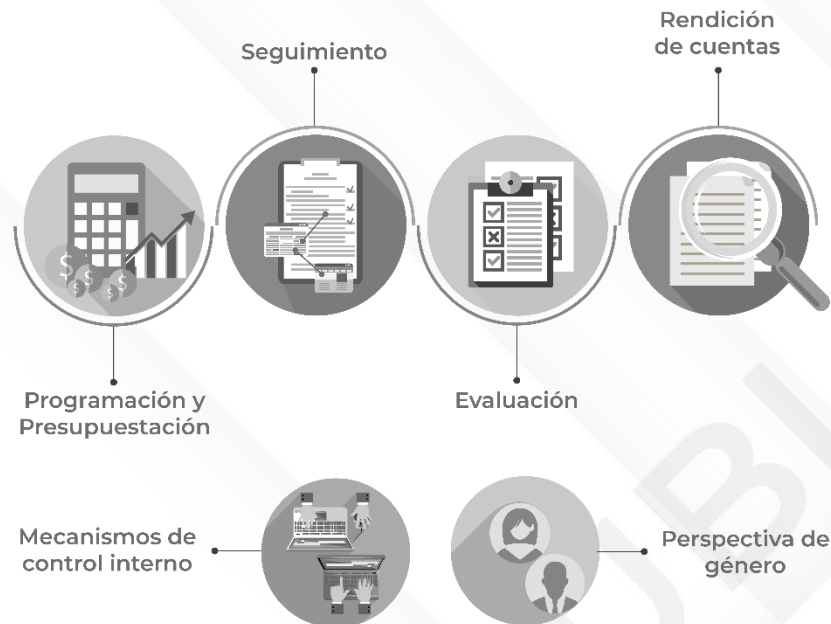 Rendición
de cuentas
Seguimiento
Programación y
Presupuestación
Evaluación
Mecanismos de
control interno
Perspectiva de
género